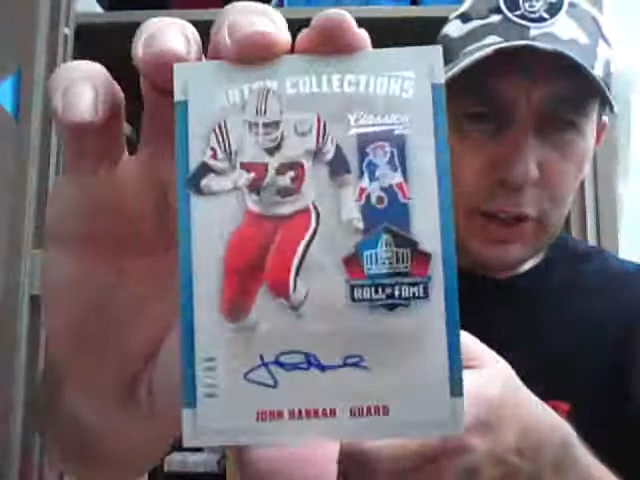 COLLECTIONS
Classics
73
HALL OF FAME
JOHN HANNAH GUARD